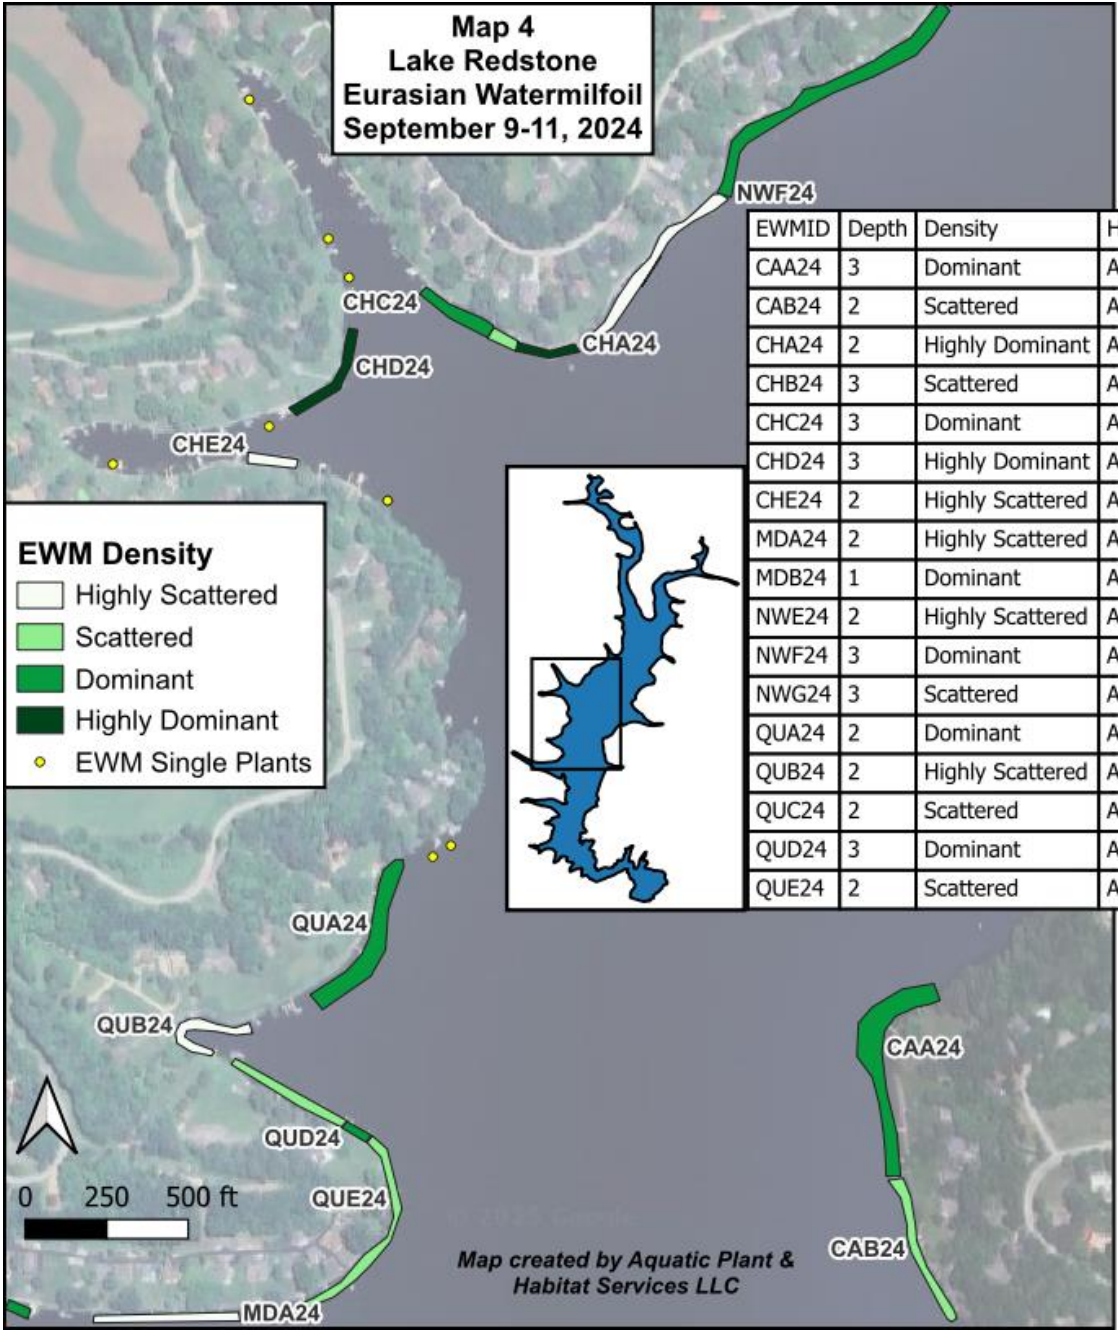 Map 4
Lake Redstone
Eurasian Watermilfoil
September 9-11, 2024
NWF24
EWMID Depth Density H
CAA24 3 Dominant A
CAB24 2 Scattered A
CHA24 2 Highly Dominant A
CHB24 3 Scattered A
CHC24 3 Dominant A
CHD24 3 Highly Dominant A
CHE24 2 Highly Scattered A
MDA24 2 Highly Scattered A
MDB24 1 Dominant A
NWE24 2 Highly Scattered A
NWF24 3 Dominant A
NWG24 3 Scattered A
QUA24 2 Dominant A
QUB24 2 Highly Scattered A
QUC24 2 Scattered A
QUD24 3 Dominant A
QUE24 2 Scattered A
CHC24
CHA24
CHD24
CHE24
EWM Density
Highly Scattered
Scattered
Dominant
Highly Dominant
EWM Single Plants
QUA24
QUB24
CAA24
QUD24
QUE24
0 250 500 ft
CAB24
Map created by Aquatic Plant &
Habitat Services LLC
MDA24